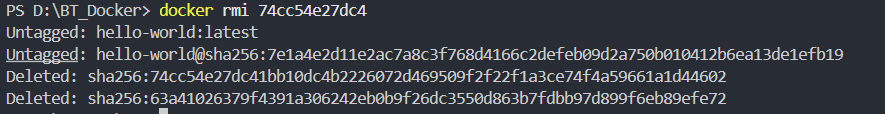 PS D:\BT_Docker> docker rmi 74cc54e27dc4
Untagged: hello-world:latest
Untagged: hello-world@sha256:7e1a4e2d11e2ac7a8c3f768d4166c2defeb09d2a750b010412b6ea13de1efb19
Deleted: sha256:74cc54e27dc41bb10dc4b2226072d469509f2f22f1a3ce74f4a59661a1d44602
Deleted: sha256:63a41026379f4391a306242eb0b9f26dc3550d863b7fdbb97d899f6eb89efe72